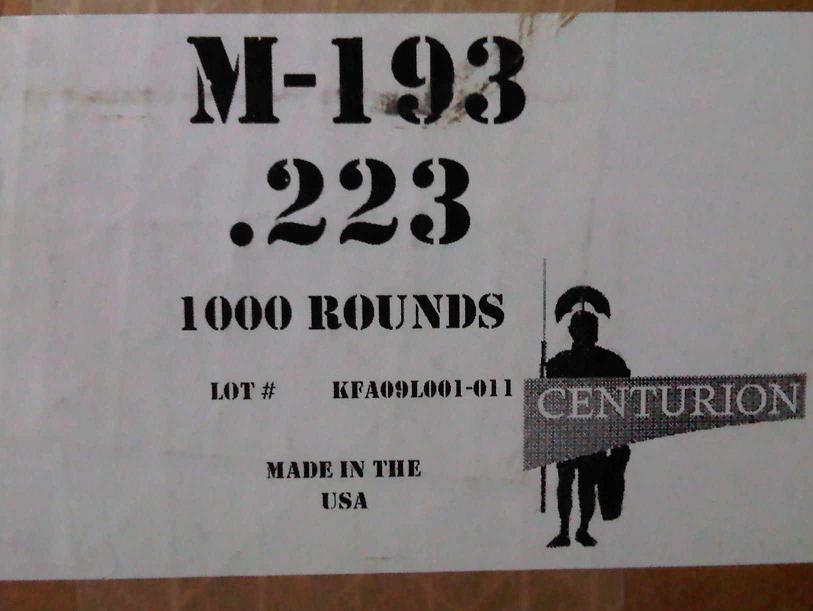 M-193
.223
1000 ROUNDS
LOT # KFA09L001-011
CENTURION
MADE IN THE
USA